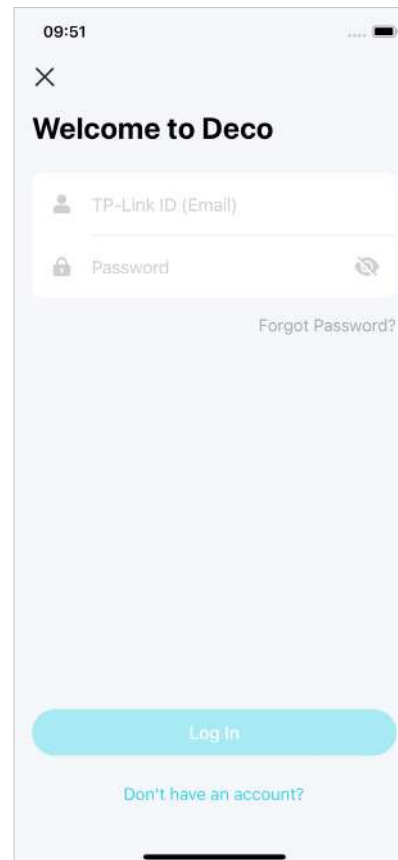 09:51
Welcome to Deco
TP-Link ID (Email)
Password
Forgot Password?
Log In
Don't have an account?